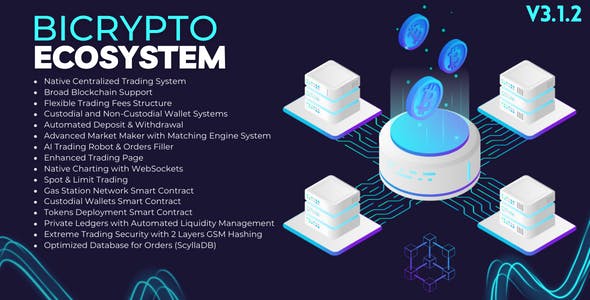 BICRYPTO
V3.1.2
ECOSYSTEM
Native Centralized Trading System
Broad Blockchain Support
Flexible Trading Fees Structure
Custodial and Non-Custodial Wallet Systems
Automated Deposit & Withdrawal
Advanced Market Maker with Matching Engine System
AI Trading Robot & Orders Filler
Enhanced Trading Page
Native Charting with WebSockets
Spot & Limit Trading
Gas Station Network Smart Contract
Custodial Wallets Smart Contract
Tokens Deployment Smart Contract
Private Ledgers with Automated Liquidity Management
Extreme Trading Security with 2 Layers GSM Hashing
Optimized Database for Orders (ScyllaDB)